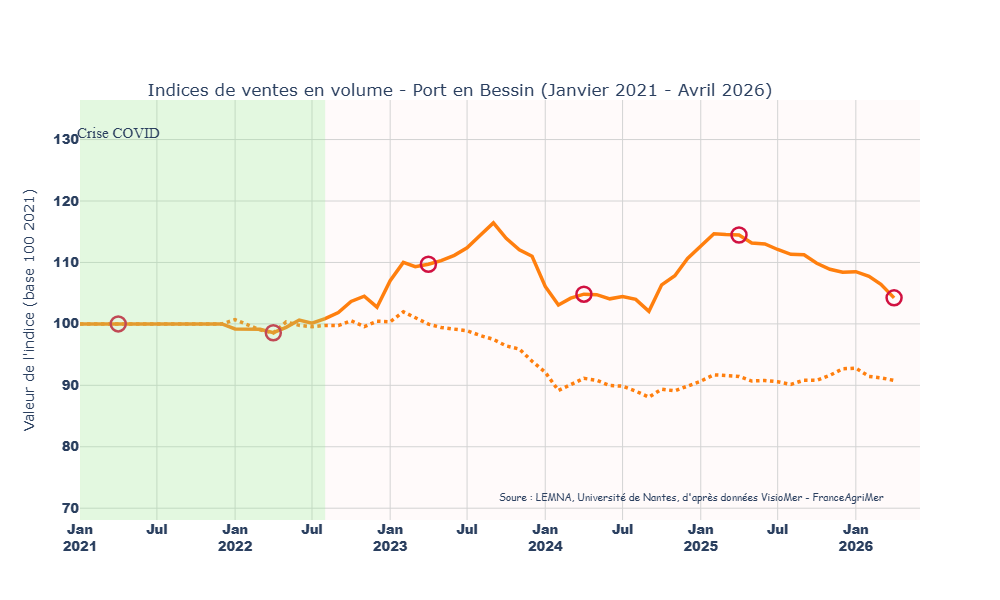 Indices de ventes en volume - Port en Bessin (Janvier 2021 - Avril 2026)
Crise COVID
130
120
110
100
90
80
70
Valeur de l'indice (base 100 2021)
Soure : LEMNA, Université de Nantes, d'après données VisioMer - FranceAgriMer
Jan Jul Jan Jul Jan Jul Jan Jul Jan Jul Jan
2021 2022 2023 2024 2025 2026